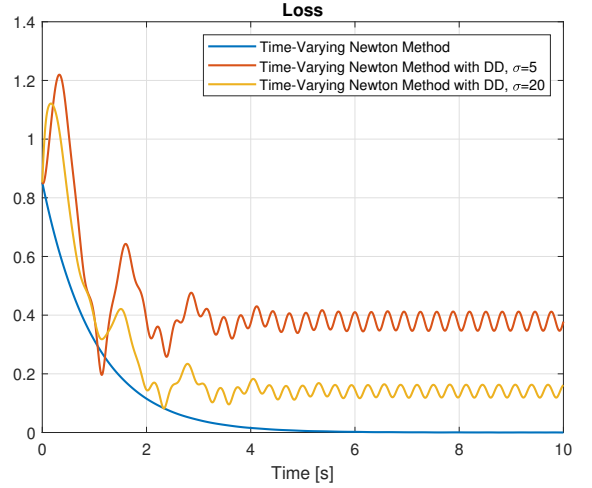 Loss
1.4
1.2
1
0.8
0.6
0.4
0.2
0
Time-Varying Newton Method
Time-Varying Newton Method with DD, σ=5
Time-Varying Newton Method with DD, σ=20
0 2 4 6 8 10
Time [s]